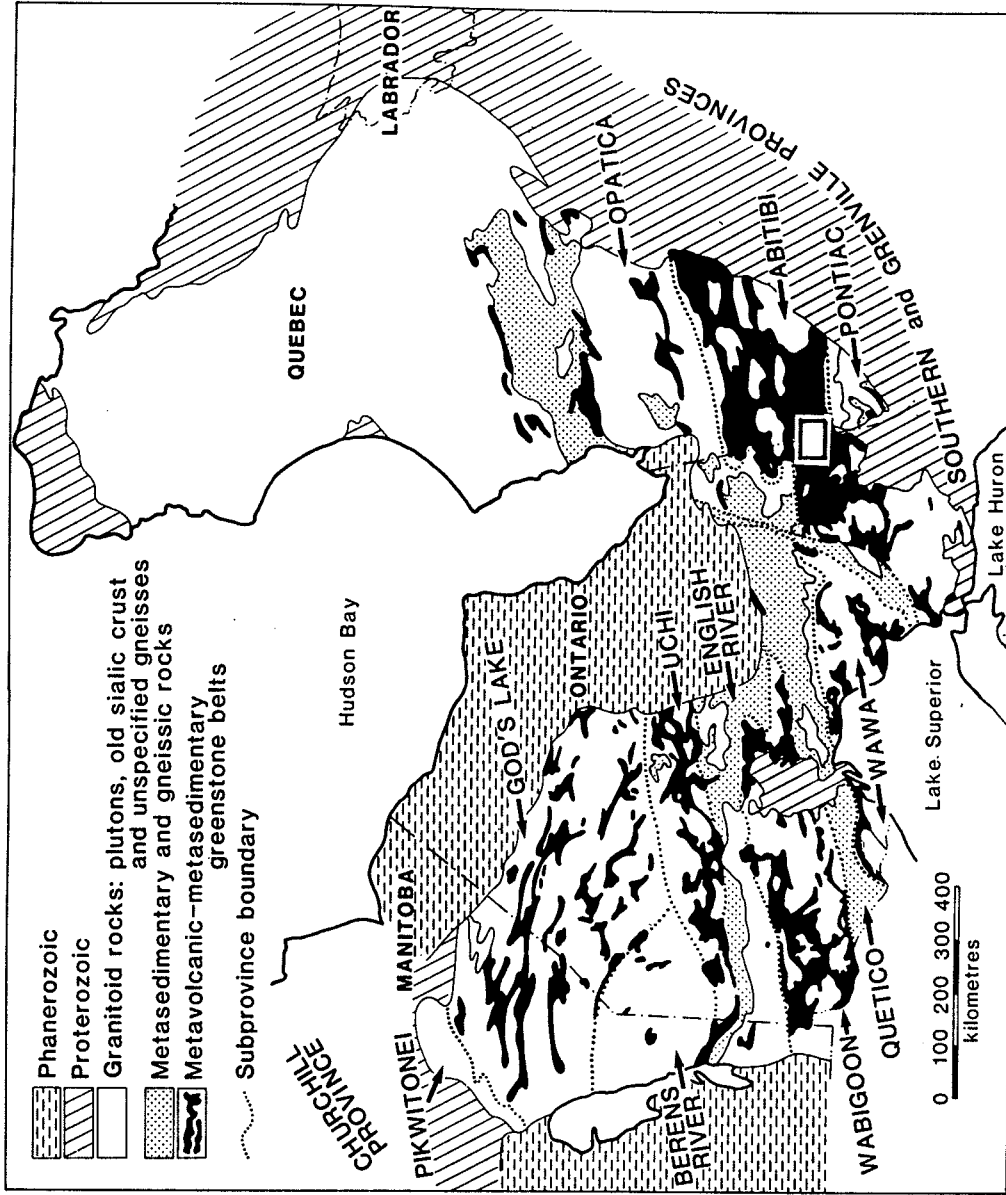 Phanerozoic
Proterozoic
Granitoid rocks: plutons, old sialic crust
and unspecified gneisses
Metasedimentary and gneissic rocks
Metavolcanic-metasedimentary
greenstone belts
Subprovince boundary
CHURCHILL
PROVINCE
PIKWITONEI
MANITOBA
GOD'S LAKE
ONTARIO
UCHI
ENGLISH
RIVER
BERENS
RIVER
WABIGOON
QUETICO
WAWA
Hudson Bay
QUEBEC
LABRADOR
OPATICA
ABITIBI
PONTIAC
SOUTHERN and GRENVILLE PROVINCES
Lake Superior
Lake Huron
0 100 200 300 400
kilometres